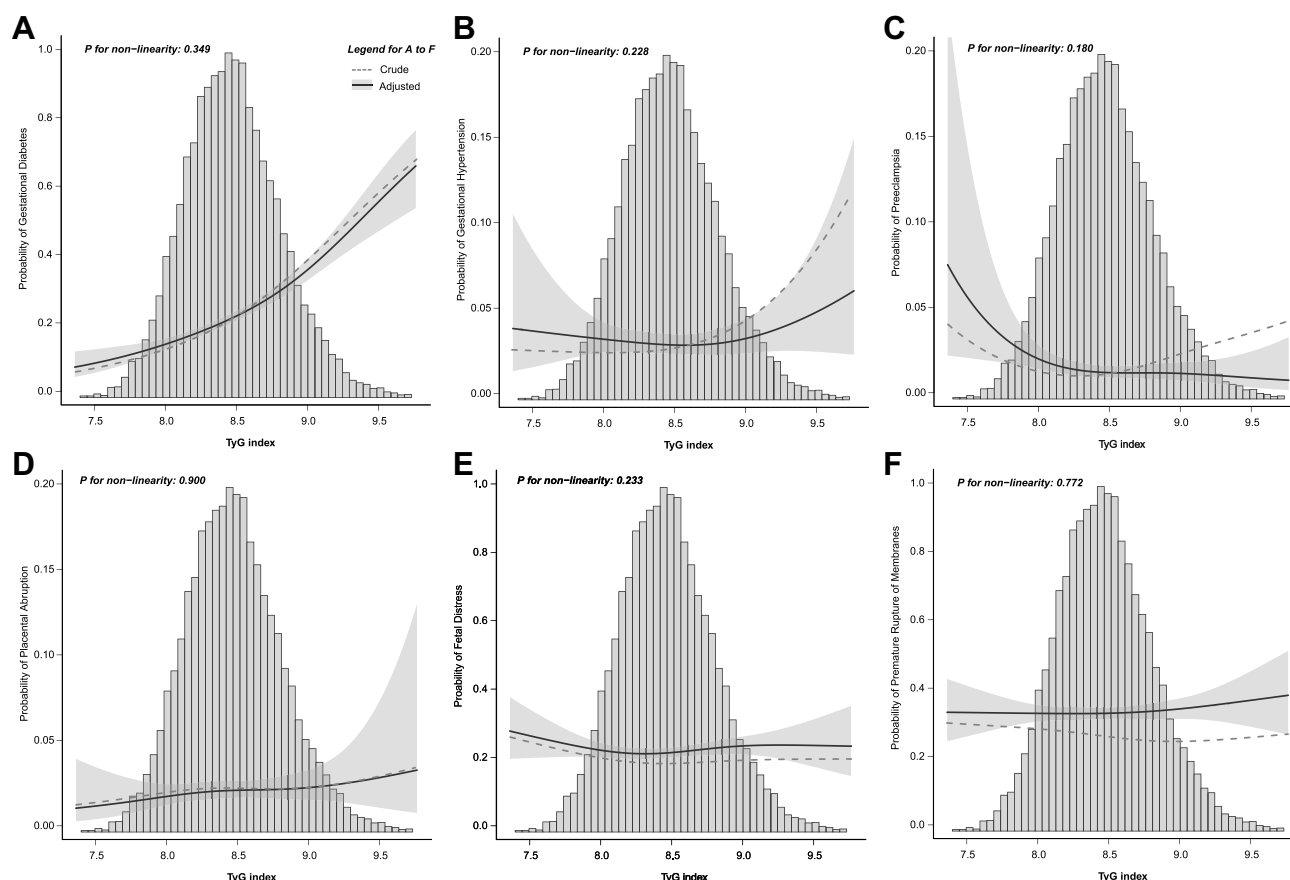 A
P for non−linearity: 0.349
Legend for A to F
Crude
Adjusted
Probability of Gestational Diabetes
1.0
0.8
0.6
0.4
0.2
0.0
7.5 8.0 8.5 9.0 9.5
TyG index
B
P for non−linearity: 0.228
Probability of Gestational Hypertension
0.20
0.15
0.10
0.05
0.00
7.5 8.0 8.5 9.0 9.5
TyG index
C
P for non−linearity: 0.180
Probability of Preeclampsia
0.20
0.15
0.10
0.05
0.00
7.5 8.0 8.5 9.0 9.5
TyG index
D
P for non−linearity: 0.900
Probability of Placental Abruption
0.20
0.15
0.10
0.05
0.00
7.5 8.0 8.5 9.0 9.5
TyG index
E
P for non−linearity: 0.233
Proability of Fetal Distress
1.0
0.8
0.6
0.4
0.2
0.0
7.5 8.0 8.5 9.0 9.5
TyG index
F
P for non−linearity: 0.772
Probability of Premature Rupture of Membranes
1.0
0.8
0.6
0.4
0.2
0.0
7.5 8.0 8.5 9.0 9.5
TyG index